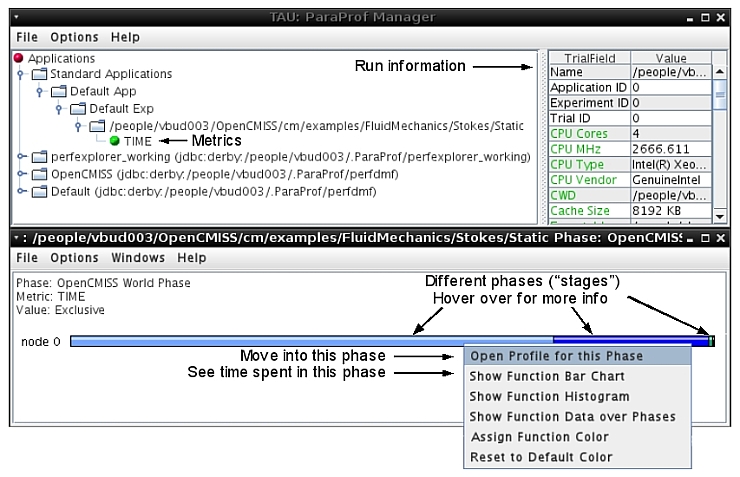 TAU: ParaProf Manager
File Options Help
Applications
Standard Applications
Default App
Default Exp
/people/vbud003/OpenCMISS/cm/examples/FluidMechanics/Stokes/Static
TIME
Metrics
perfexplorer_working (jdbc:derby:/people/vbud003/.ParaProf/perfexplorer_working)
OpenCMISS (jdbc:derby:/people/vbud003/.ParaProf/perfdmf)
Default (jdbc:derby:/people/vbud003/.ParaProf/perfdmf)
Run information
TrialField Value
Name /people/vb...
Application ID 0
Experiment ID 0
Trial ID 0
CPU Cores 4
CPU MHz 2666.611
CPU Type Intel(R) Xeo...
CPU Vendor GenuineIntel
CWD /people/vb...
Cache Size 8192 KB
: /people/vbud003/OpenCMISS/cm/examples/FluidMechanics/Stokes/Static Phase: OpenCMISS
File Options Windows Help
Phase: OpenCMISS World Phase
Metric: TIME
Value: Exclusive
Different phases (“stages”)
Hover over for more info
node 0
Move into this phase
See time spent in this phase
Open Profile for this Phase
Show Function Bar Chart
Show Function Histogram
Show Function Data over Phases
Assign Function Color
Reset to Default Color